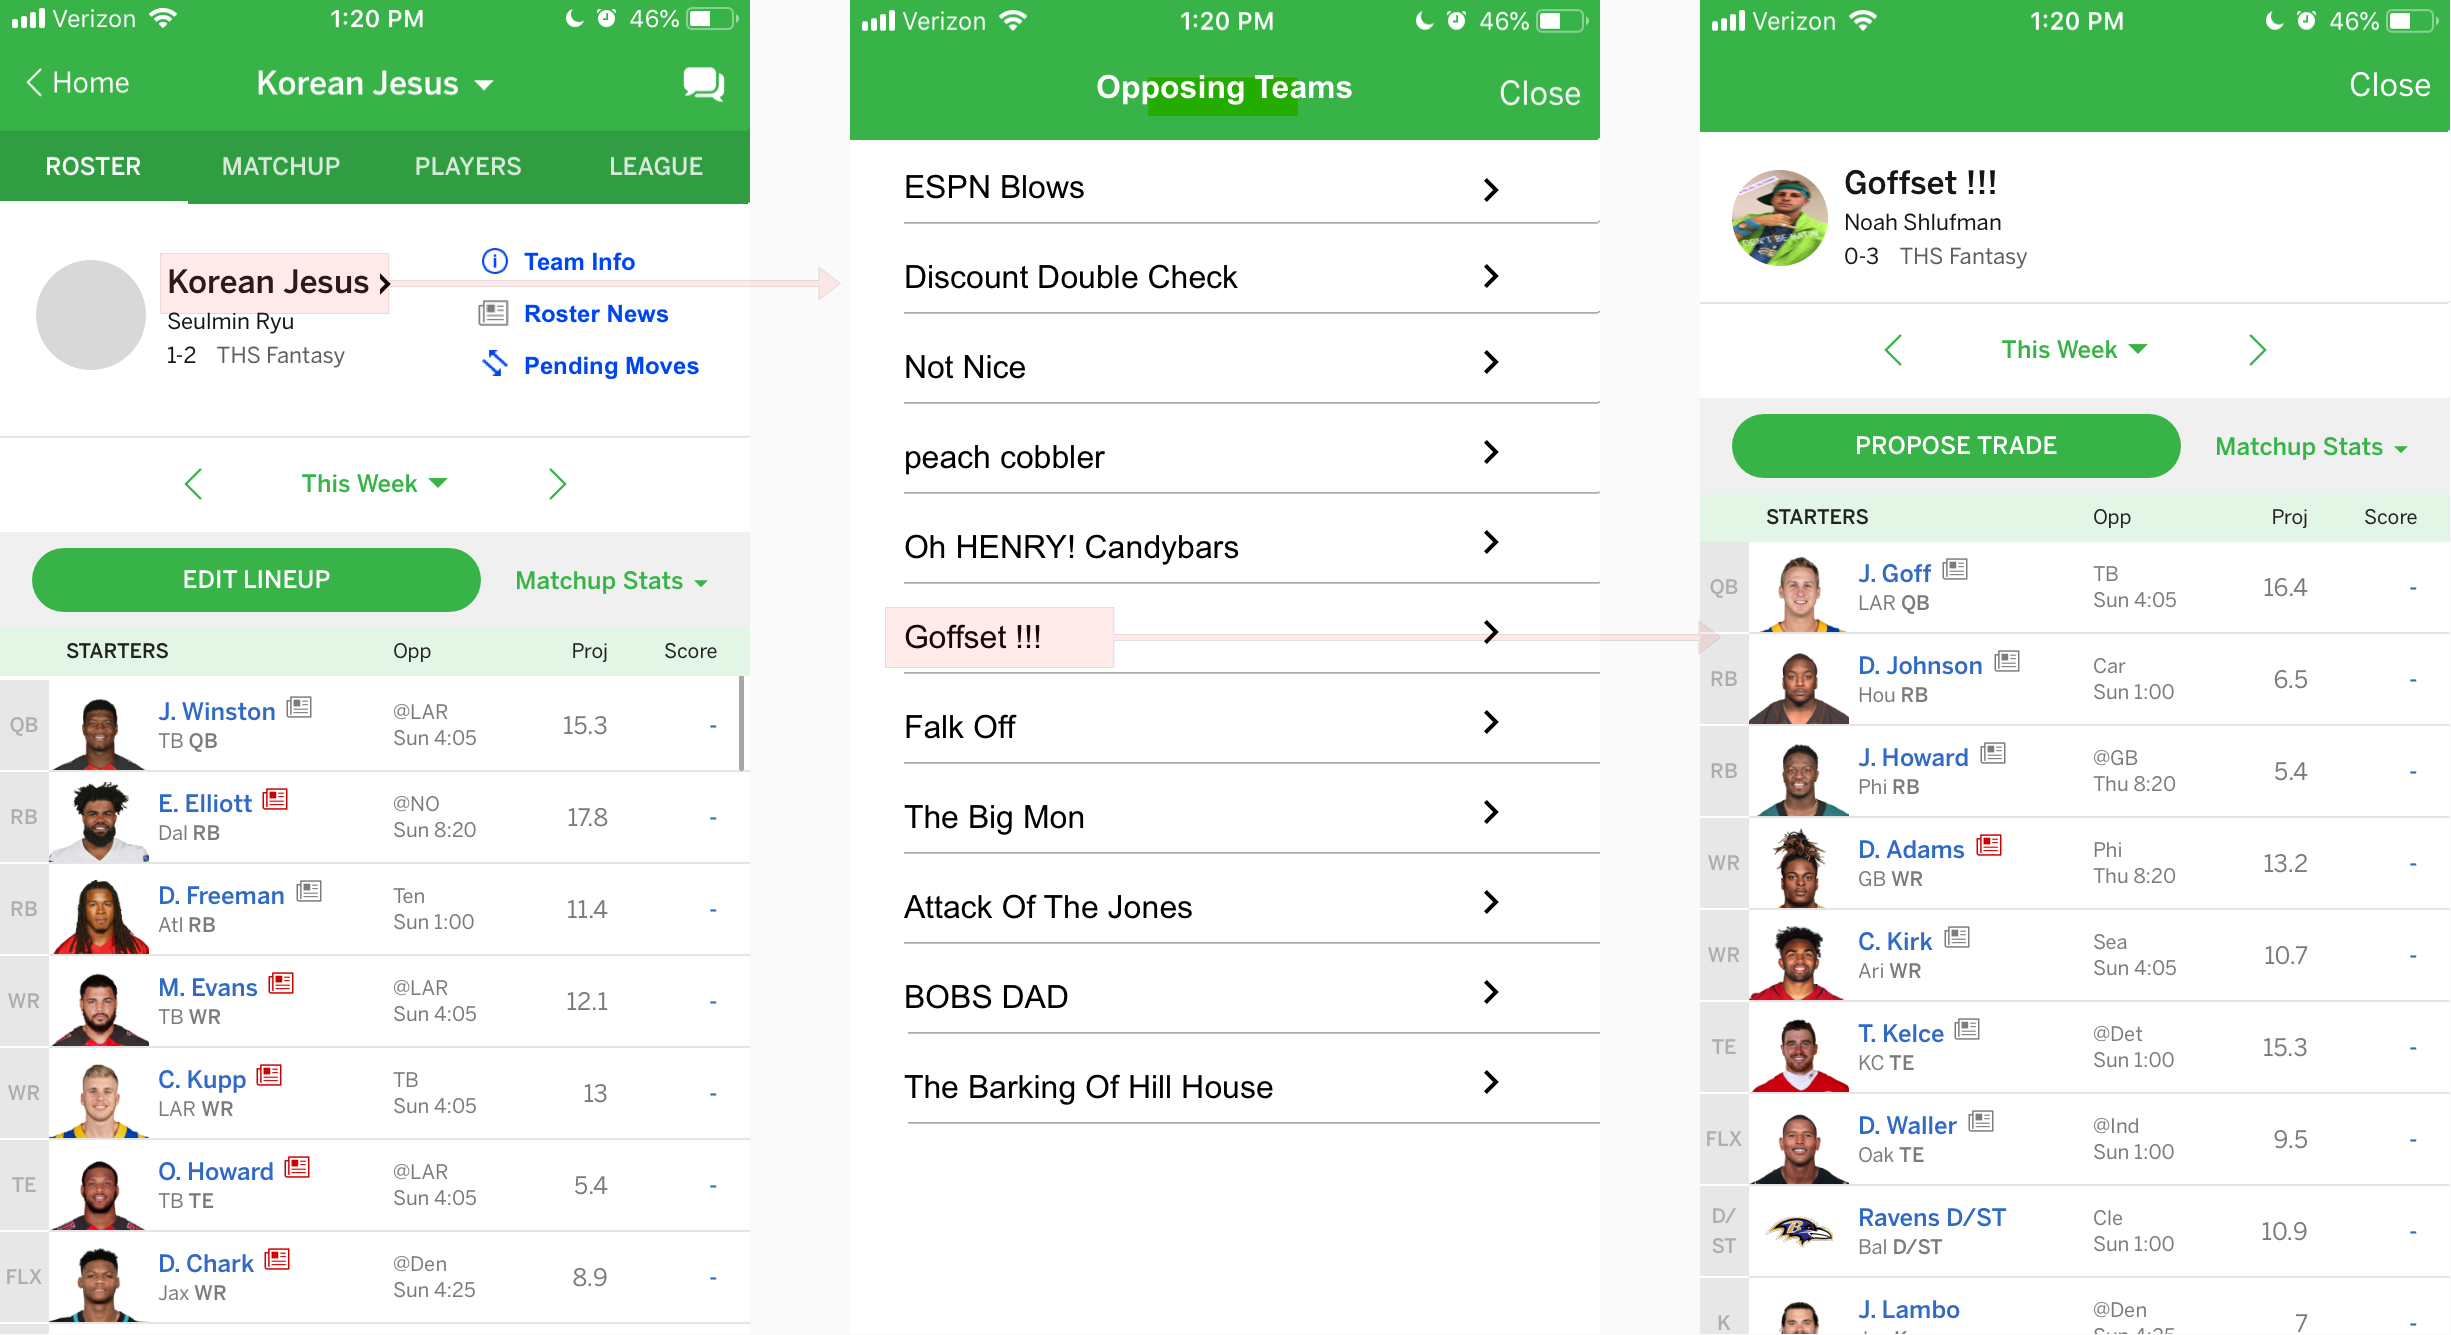 Verizon 1:20 PM 46%
Home Korean Jesus
ROSTER MATCHUP PLAYERS LEAGUE
Korean Jesus
Seulmin Ryu
1-2 THS Fantasy
Team Info
Roster News
Pending Moves
This Week
EDIT LINEUP Matchup Stats
STARTERS Opp Proj Score
QB J. Winston @LAR 15.3 -
TB QB Sun 4:05
RB E. Elliott @NO 17.8 -
Dal RB Sun 8:20
RB D. Freeman Ten 11.4 -
Atl RB Sun 1:00
WR M. Evans @LAR 12.1 -
TB WR Sun 4:05
WR C. Kupp TB 13 -
LAR WR Sun 4:05
TE O. Howard @LAR 5.4 -
TB TE Sun 4:05
FLX D. Chark @Den 8.9 -
Jax WR Sun 4:25
Verizon 1:20 PM 46%
Opposing Teams Close
ESPN Blows
Discount Double Check
Not Nice
peach cobbler
Oh HENRY! Candybars
Goffset !!!
Falk Off
The Big Mon
Attack Of The Jones
BOBS DAD
The Barking Of Hill House
Verizon 1:20 PM 46%
Close
Goffset !!!
Noah Shlufman
0-3 THS Fantasy
This Week
PROPOSE TRADE Matchup Stats
STARTERS Opp Proj Score
QB J. Goff TB 16.4 -
LAR QB Sun 4:05
RB D. Johnson Car 6.5 -
Hou RB Sun 1:00
RB J. Howard @GB 5.4 -
Phi RB Thu 8:20
WR D. Adams Phi 13.2 -
GB WR Thu 8:20
WR C. Kirk Sea 10.7 -
Ari WR Sun 4:05
TE T. Kelce @Det 15.3 -
KC TE Sun 1:00
FLX D. Waller @Ind 9.5 -
Oak TE Sun 1:00
D/ST Ravens D/ST Cle 10.9 -
Bal D/ST Sun 1:00
K J. Lambo @Den 7 -